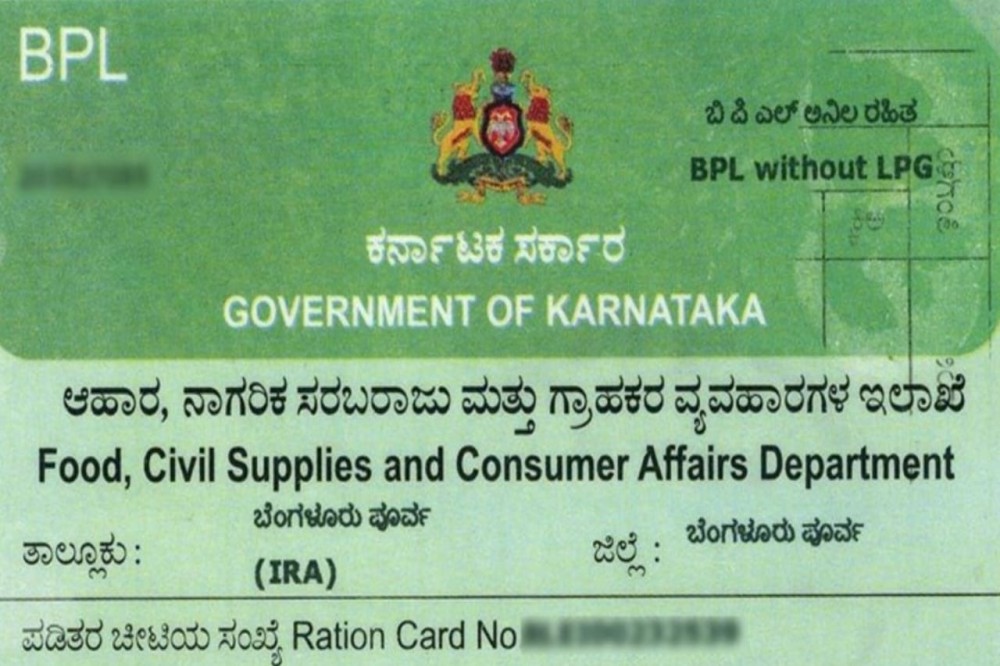 BPL
ಬಿ ಪಿ ಎಲ್ ಅನಿಲ ರಹಿತ
BPL without LPG
ಕರ್ನಾಟಕ ಸರ್ಕಾರ
GOVERNMENT OF KARNATAKA
ಆಹಾರ, ನಾಗರಿಕ ಸರಬರಾಜು ಮತ್ತು ಗ್ರಾಹಕರ ವ್ಯವಹಾರಗಳ ಇಲಾಖೆ
Food, Civil Supplies and Consumer Affairs Department
ತಾಲ್ಲೂಕು : ಬೆಂಗಳೂರು ಪೂರ್ವ ಜಿಲ್ಲೆ : ಬೆಂಗಳೂರು ಪೂರ್ವ
(IRA)
ಪಡಿತರ ಚೀಟಿಯ ಸಂಖ್ಯೆ Ration Card No